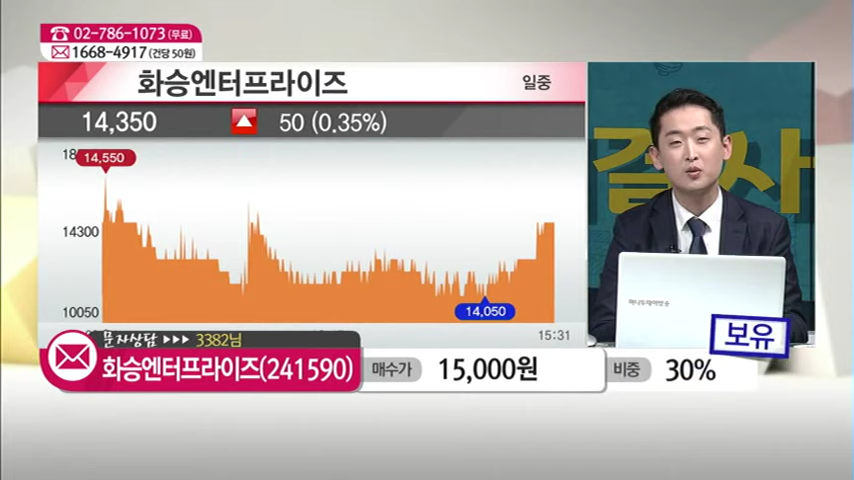 02-786-1073(무료)
1668-4917(건당 50원)
화승엔터프라이즈
일중
14,350
50 (0.35%)
14,550
14300
10050
14,050
15:31
결사
문자상담 ▶▶▶ 3382님
화승엔터프라이즈(241590)
매수가
15,000원
비중
30%
보유